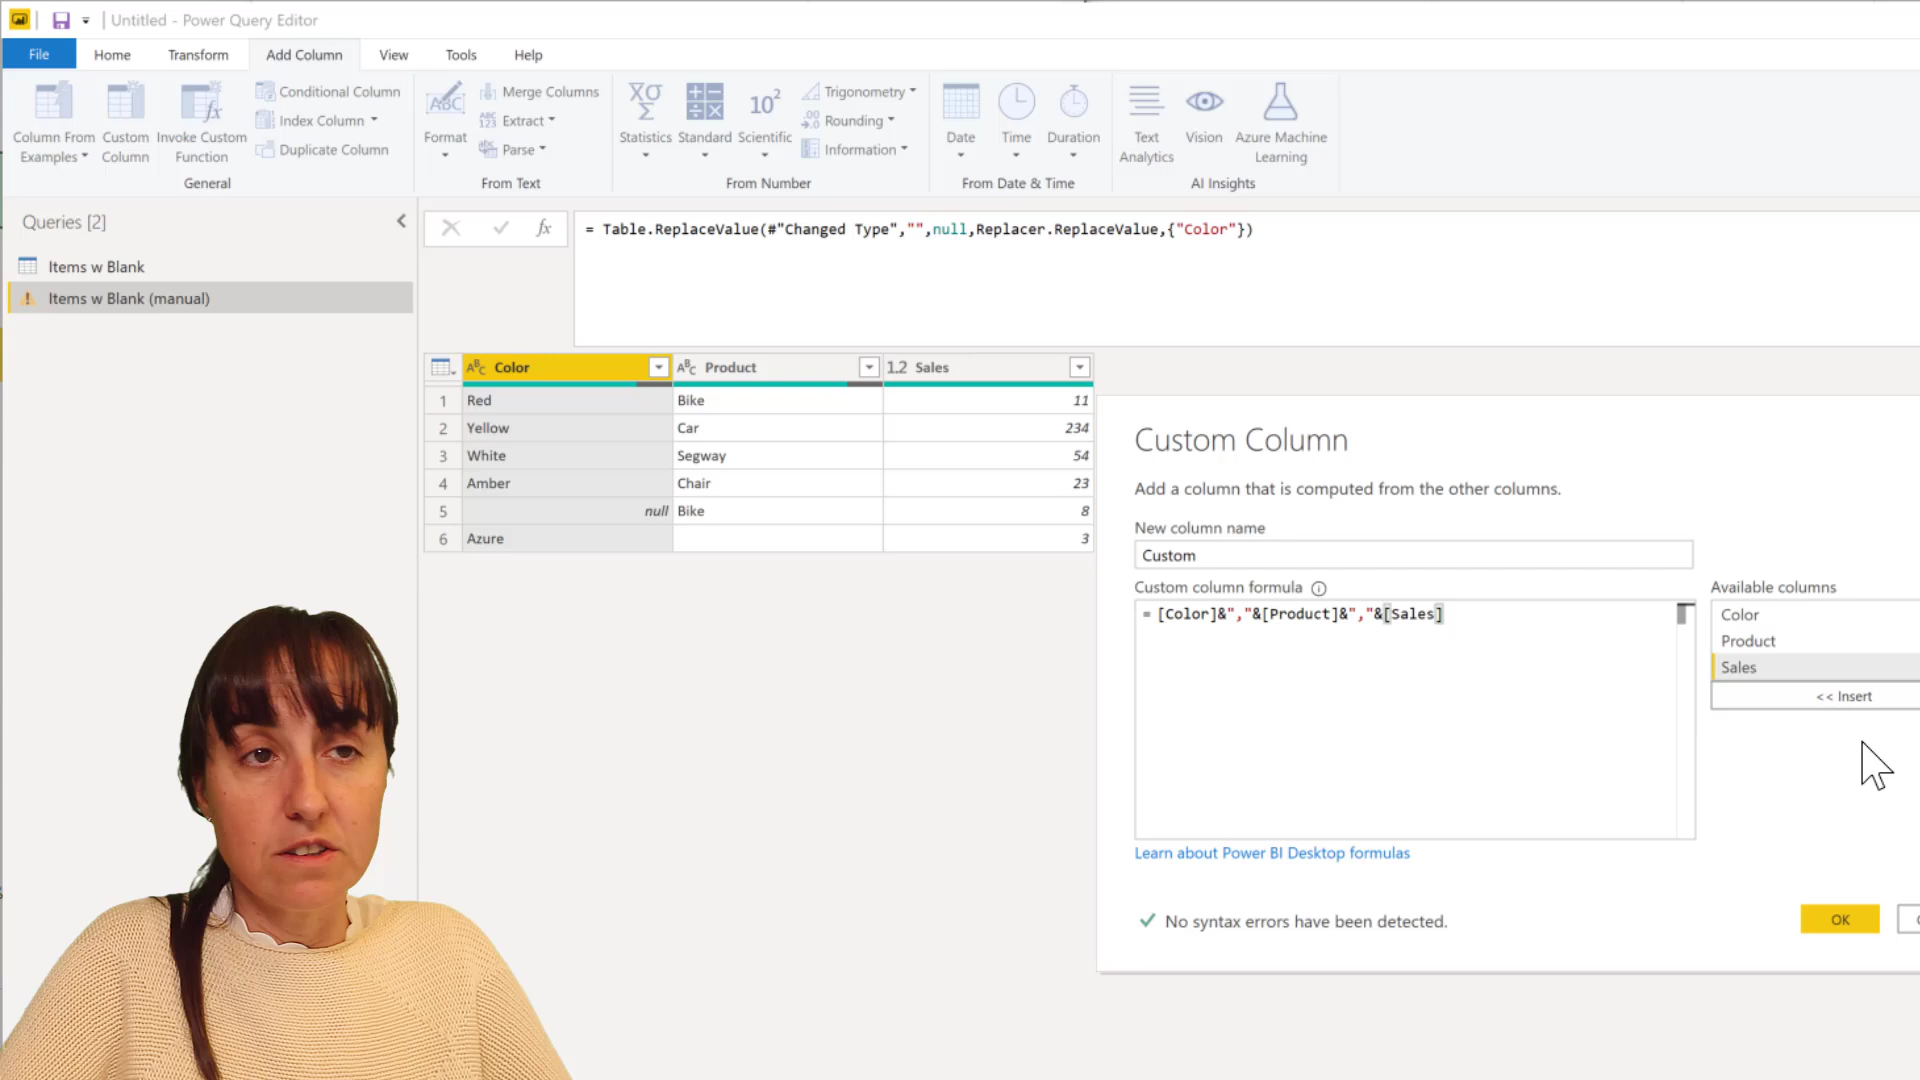 Untitled - Power Query Editor
File
Home
Transform
Add Column
View
Tools
Help
Column From Examples
Custom Column
Invoke Custom Function
Conditional Column
Index Column
Duplicate Column
General
Format
Merge Columns
Extract
Parse
From Text
Statistics
Standard
Scientific
Trigonometry
Rounding
Information
From Number
Date
Time
Duration
From Date & Time
Text Analytics
Vision
Azure Machine Learning
AI Insights
Queries [2]
Items w Blank
Items w Blank (manual)
fx
= Table.ReplaceValue(#"Changed Type","",null,Replacer.ReplaceValue,{"Color"})
ABC Color
ABC Product
1.2 Sales
1 Red Bike 11
2 Yellow Car 234
3 White Segway 54
4 Amber Chair 23
5 null Bike 8
6 Azure 3
Custom Column
Add a column that is computed from the other columns.
New column name
Custom
Custom column formula
= [Color]&","&[Product]&","&[Sales]
Available columns
Color
Product
Sales
<< Insert
Learn about Power BI Desktop formulas
No syntax errors have been detected.
OK